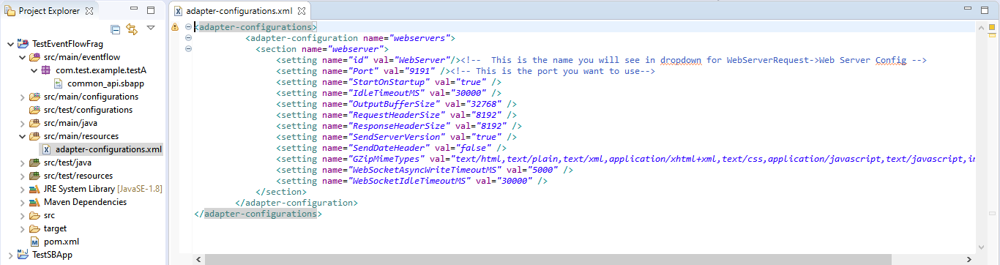 Project Explorer
TestEventFlowFrag
src/main/eventflow
com.test.example.testA
common_api.sbapp
src/main/configurations
src/test/configurations
src/main/java
src/main/resources
adapter-configurations.xml
src/test/java
src/test/resources
JRE System Library [JavaSE-1.8]
Maven Dependencies
src
target
pom.xml
TestSBApp
adapter-configurations.xml
<adapter-configurations>
<adapter-configuration name="webservers">
<section name="webserver">
<setting name="id" val="WebServer"/><!--  This is the name you will see in dropdown for WebServerRequest->Web Server Config -->
<setting name="Port" val="9191" /><!-- This is the port you want to use-->
<setting name="StartOnStartup" val="true" />
<setting name="IdleTimeoutMS" val="30000" />
<setting name="OutputBufferSize" val="32768" />
<setting name="RequestHeaderSize" val="8192" />
<setting name="ResponseHeaderSize" val="8192" />
<setting name="SendServerVersion" val="true" />
<setting name="SendDateHeader" val="false" />
<setting name="GZipMimeTypes" val="text/html,text/plain,text/xml,application/xhtml+xml,text/css,application/javascript,text/javascript,im
<setting name="WebSocketAsyncWriteTimeoutMS" val="5000" />
<setting name="WebSocketIdleTimeoutMS" val="30000" />
</section>
</adapter-configuration>
</adapter-configurations>